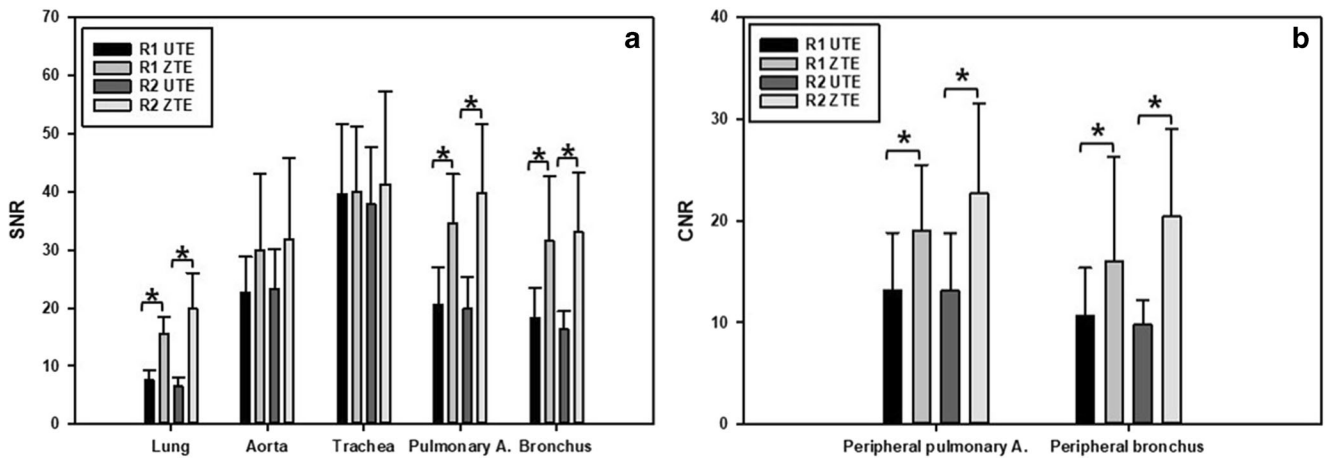 a
R1 UTE
R1 ZTE
R2 UTE
R2 ZTE
SNR
70
60
50
40
30
20
10
0
* * * * * *
Lung Aorta Trachea Pulmonary A. Bronchus
b
R1 UTE
R1 ZTE
R2 UTE
R2 ZTE
CNR
40
30
20
10
0
* * * *
Peripheral pulmonary A. Peripheral bronchus